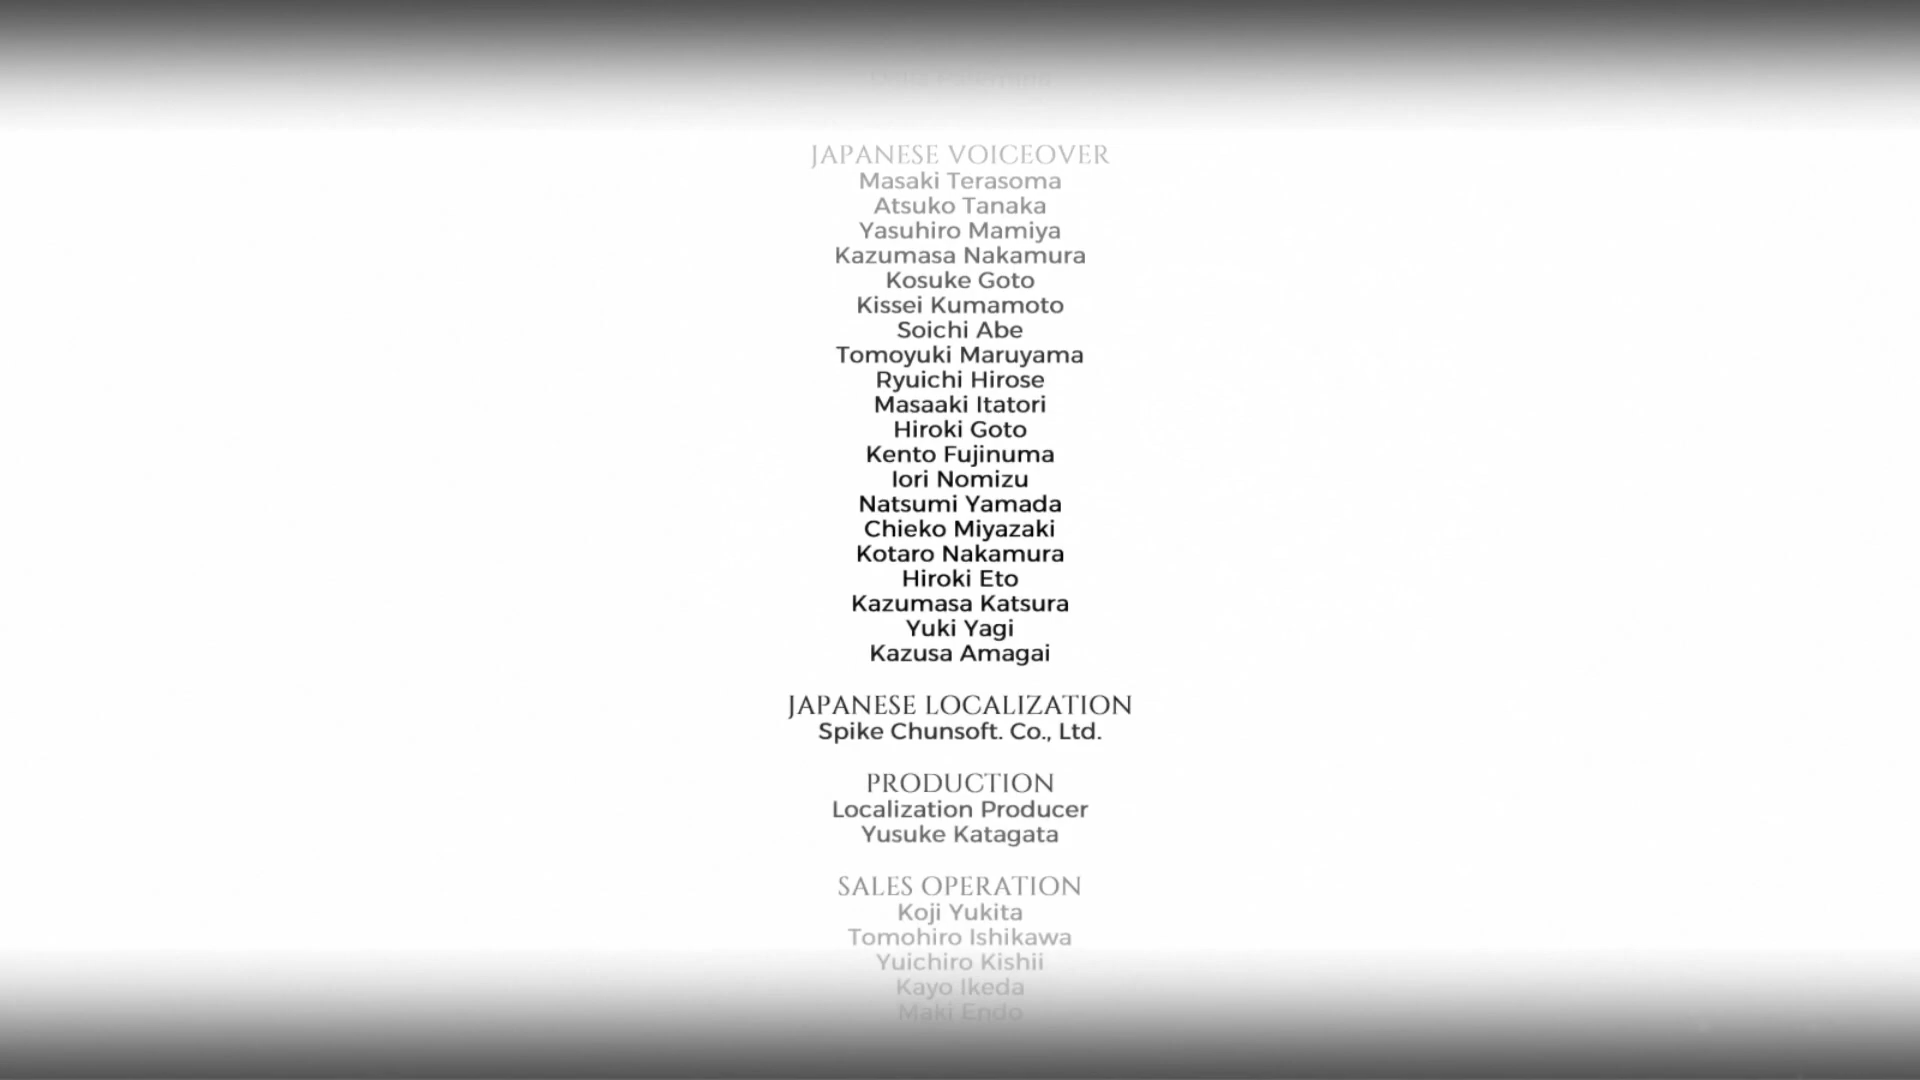 JAPANESE VOICEOVER
Masaki Terasoma
Atsuko Tanaka
Yasuhiro Mamiya
Kazumasa Nakamura
Kosuke Goto
Kissei Kumamoto
Soichi Abe
Tomoyuki Maruyama
Ryuichi Hirose
Masaaki Itatori
Hiroki Goto
Kento Fujinuma
Iori Nomizu
Natsumi Yamada
Chieko Miyazaki
Kotaro Nakamura
Hiroki Eto
Kazumasa Katsura
Yuki Yagi
Kazusa Amagai
JAPANESE LOCALIZATION
Spike Chunsoft. Co., Ltd.
PRODUCTION
Localization Producer
Yusuke Katagata
SALES OPERATION
Koji Yukita
Tomohiro Ishikawa
Yuichiro Kishii
Kayo Ikeda
Maki Endo